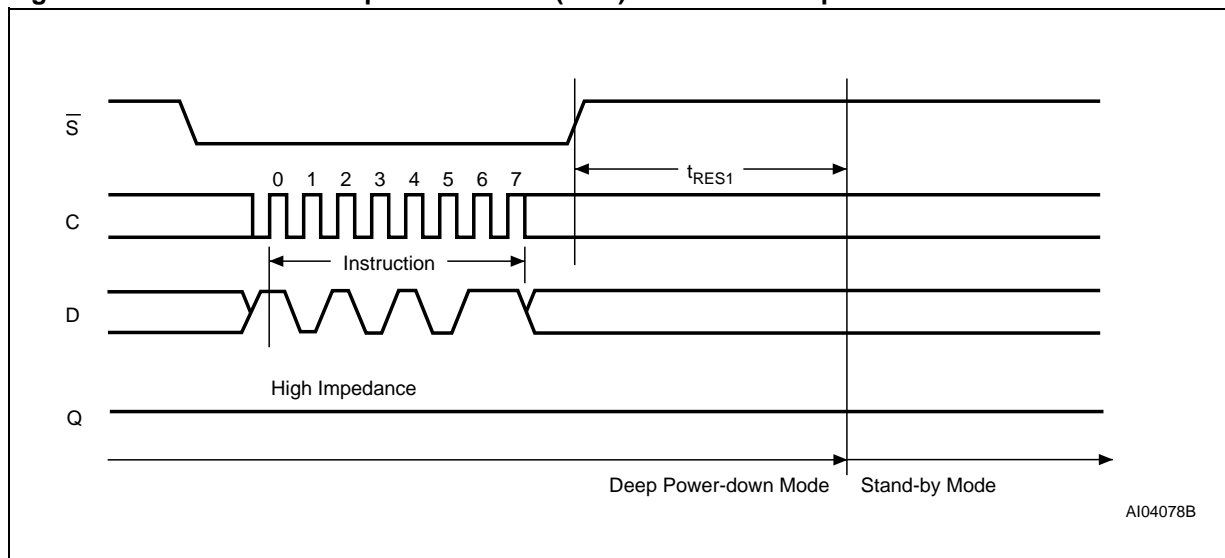 S̅
tRES1
0 1 2 3 4 5 6 7
C
Instruction
D
High Impedance
Q
Deep Power-down Mode Stand-by Mode
AI04078B